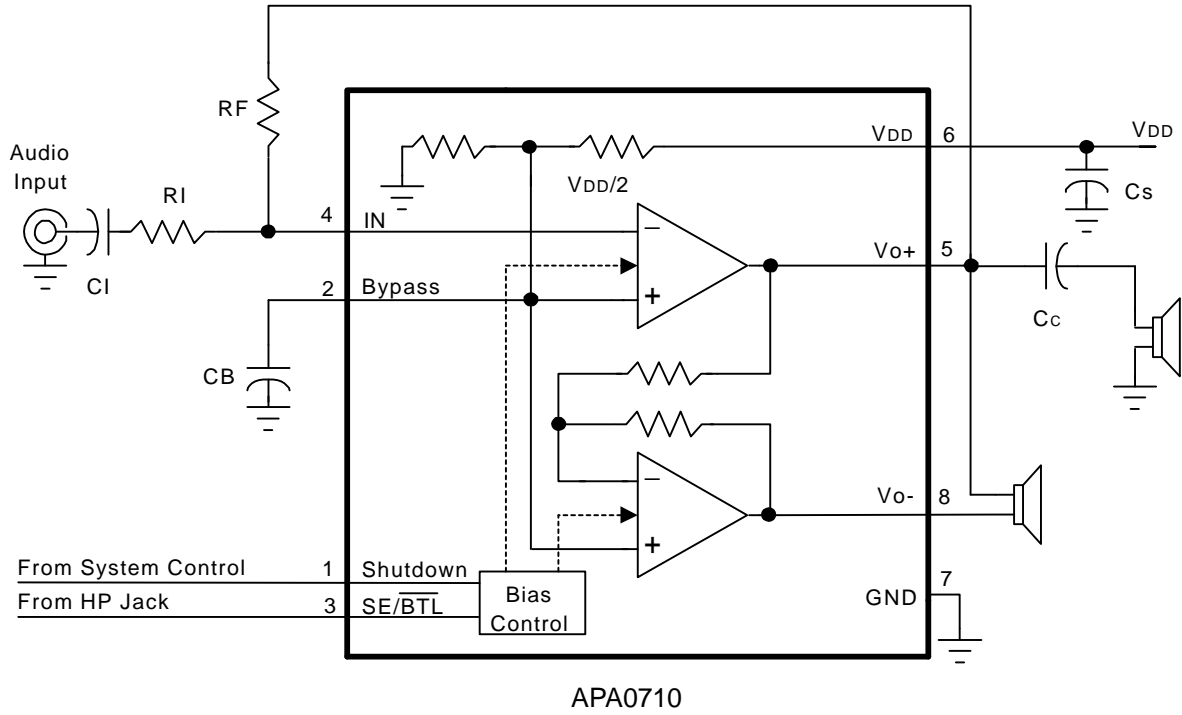 RF
VDD
6
VDD
Audio
Input
RI
VDD/2
Cs
4
IN
−
CI
Vo+
5
2
Bypass
+
Cc
CB
−
Vo-
8
+
From System Control
1
Shutdown
7
From HP Jack
3
SE/BTL
Bias
Control
GND
APA0710